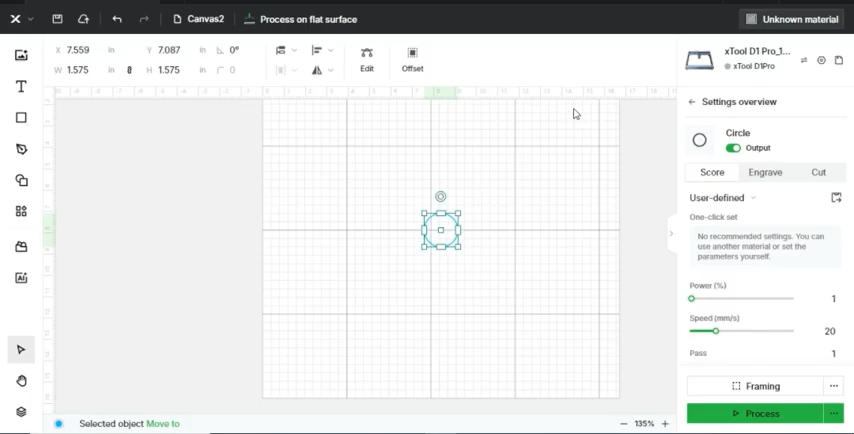 Canvas2 Process on flat surface Unknown material
X 7.559 in Y 7.087 in 0°
W 1.575 in H 1.575 in 0
Edit Offset
xTool D1 Pro_1...
xTool D1Pro
Settings overview
Circle
Output
Score Engrave Cut
User-defined
One-click set
No recommended settings. You can
use another material or set the
parameters yourself.
Power (%)
1
Speed (mm/s)
20
Pass 1
Framing
Process
Selected object Move to 135%